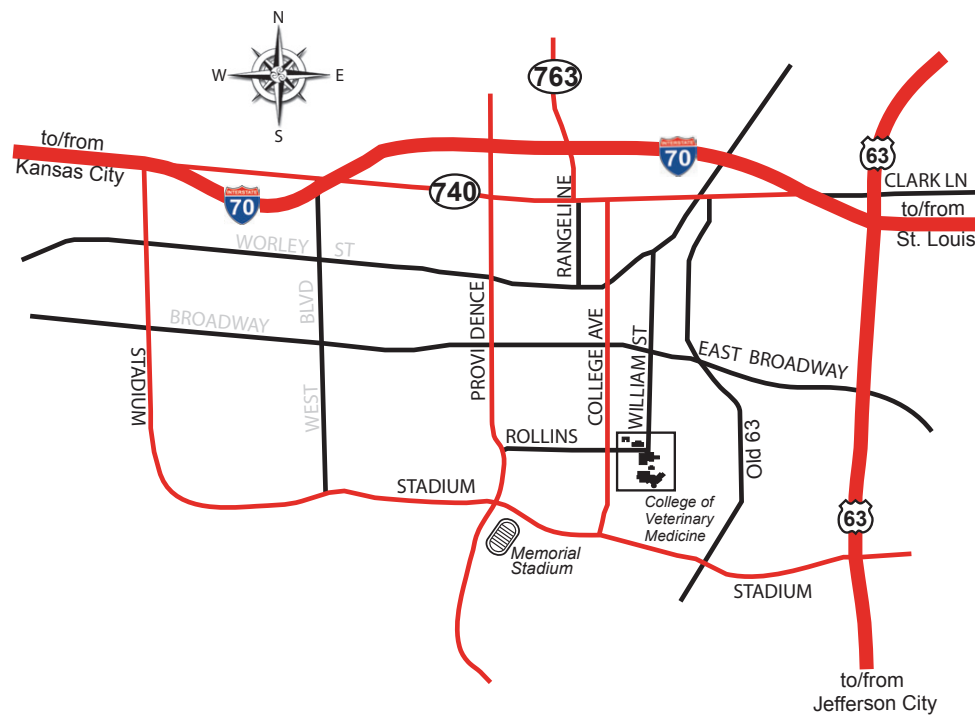 N
W
E
S
763
to/from
Kansas City
INTERSTATE
70
INTERSTATE
70
63
740
CLARK LN
to/from
St. Louis
RANGELINE
WORLEY
ST
BLVD
BROADWAY
WEST
STADIUM
PROVIDENCE
COLLEGE AVE
WILLIAM ST
EAST BROADWAY
Old 63
ROLLINS
STADIUM
College of
Veterinary
Medicine
63
Memorial
Stadium
STADIUM
to/from
Jefferson City